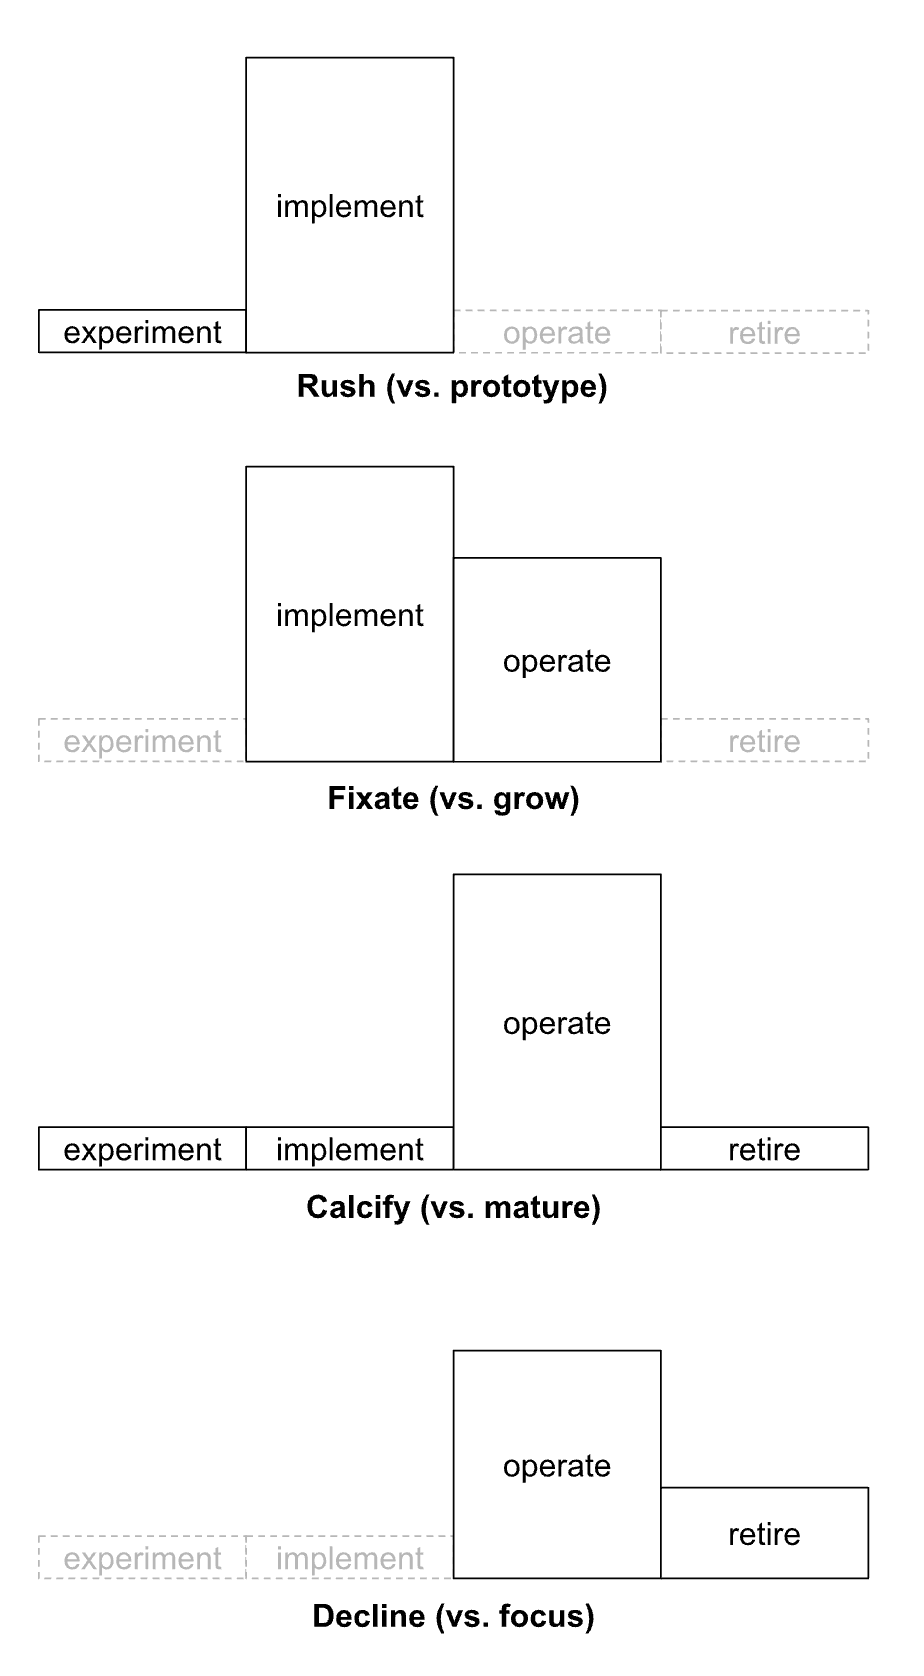 implement
experiment
operate
retire
Rush (vs. prototype)
implement
operate
experiment
retire
Fixate (vs. grow)
operate
experiment
implement
retire
Calcify (vs. mature)
operate
retire
experiment
implement
Decline (vs. focus)